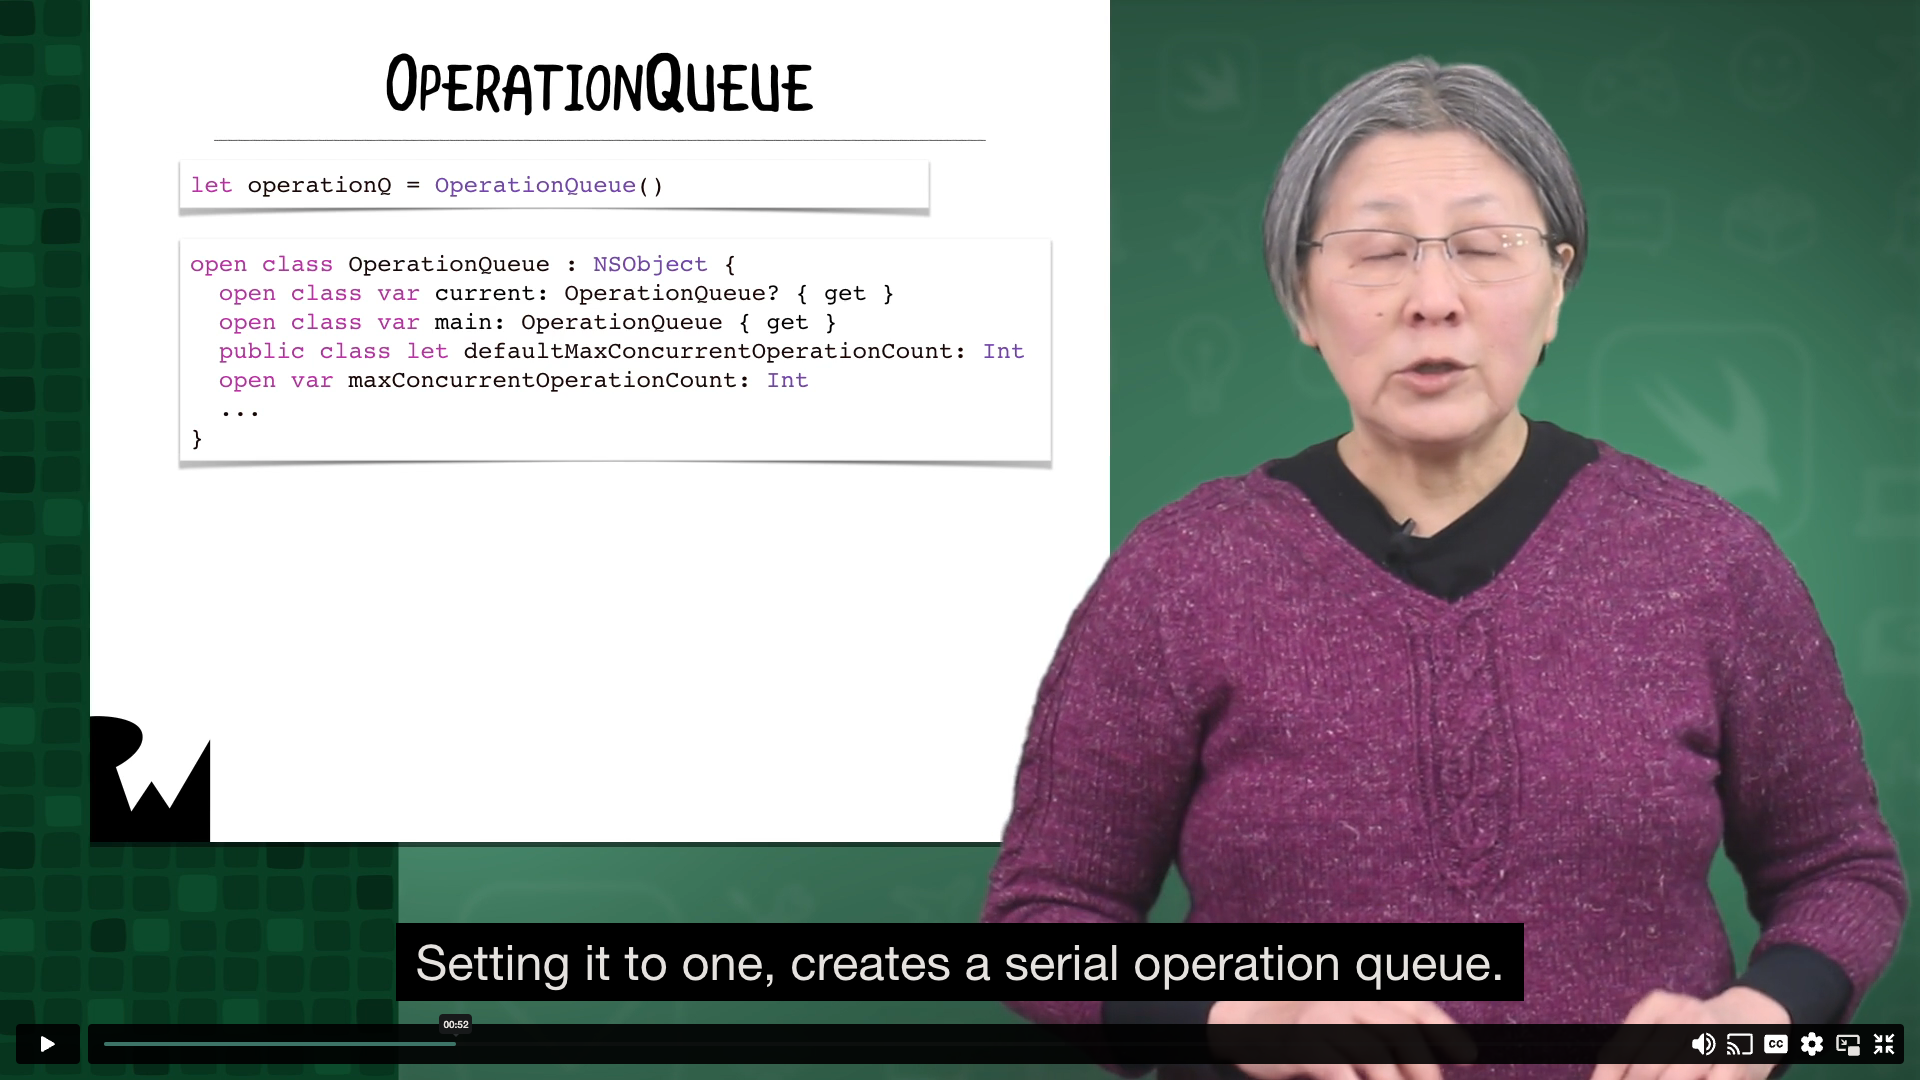 OPERATIONQUEUE
let operationQ = OperationQueue()
open class OperationQueue : NSObject {
open class var current: OperationQueue? { get }
open class var main: OperationQueue { get }
public class let defaultMaxConcurrentOperationCount: Int
open var maxConcurrentOperationCount: Int
...
}
RW
Setting it to one, creates a serial operation queue.
00:52
CC